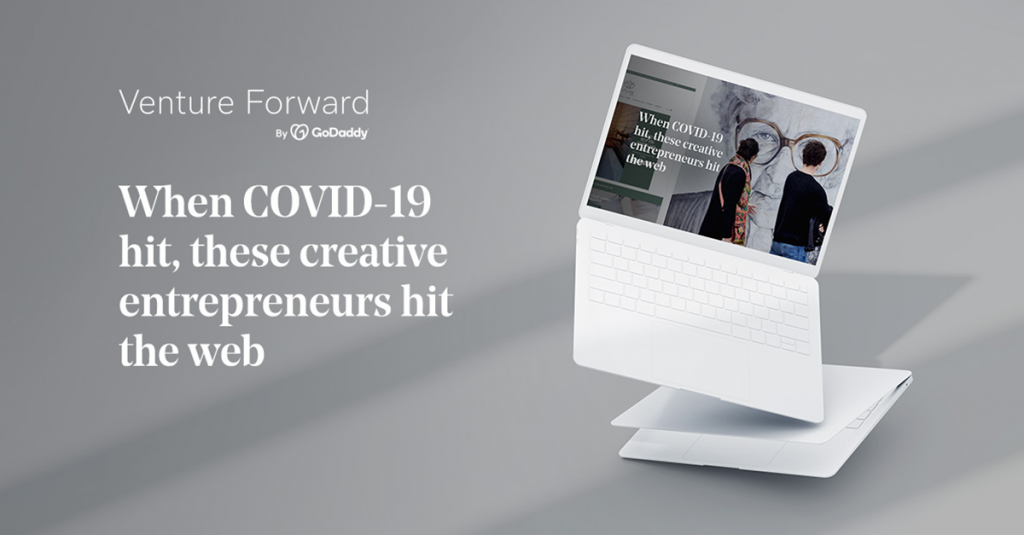 Venture Forward
By GoDaddy
When COVID-19
hit, these creative
entrepreneurs hit
the web
When COVID-19
hit, these creative
entrepreneurs hit
the web